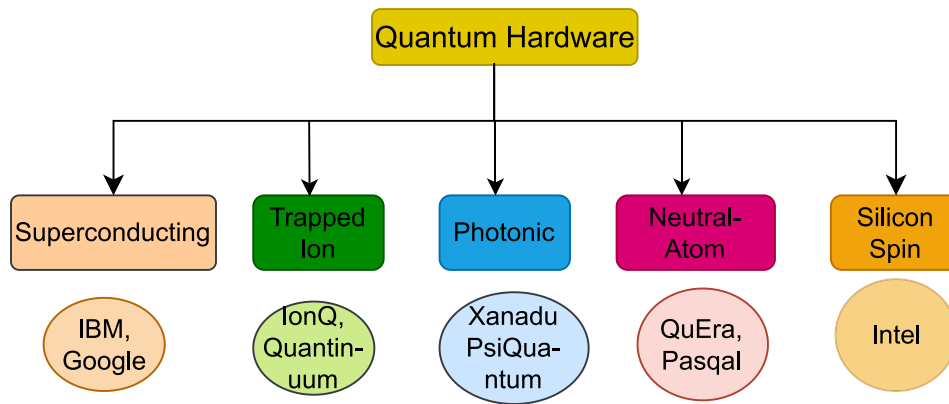 Quantum Hardware
Superconducting
Trapped
Ion
Photonic
Neutral-
Atom
Silicon
Spin
IBM,
Google
IonQ,
Quantin-
uum
Xanadu
PsiQua-
ntum
QuEra,
Pasqal
Intel